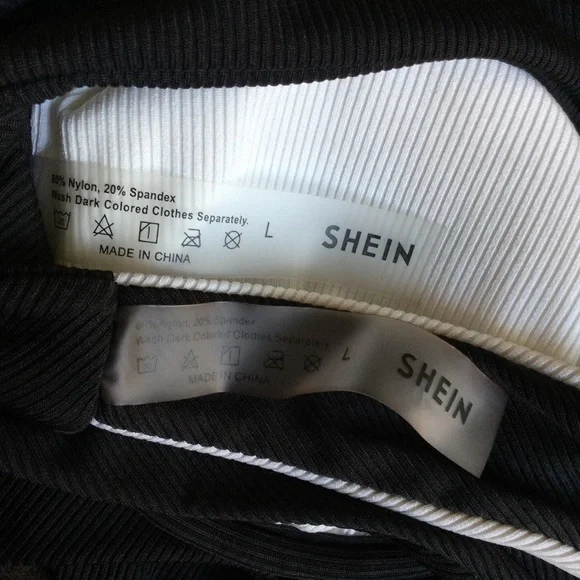 80% Nylon, 20% Spandex
Wash Dark Colored Clothes Separately.
L
SHEIN
MADE IN CHINA
Nylon, 20% Spandex
Wash Dark Colored Clothes Separately
L
SHEIN
MADE IN CHINA